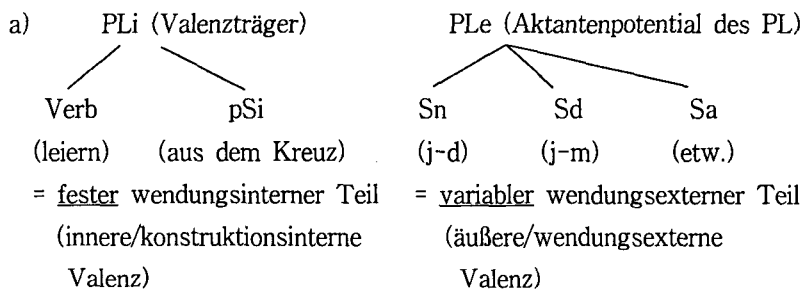 a) PLi (Valenzträger) PLe (Aktantenpotential des PL)
Verb pSi Sn Sd Sa
(leiern) (aus dem Kreuz) (j-d) (j-m) (etw.)
= fester wendungsinterner Teil = variabler wendungsexterner Teil
(innere/konstruktionsinterne (äußere/wendungsexterne
Valenz) Valenz)